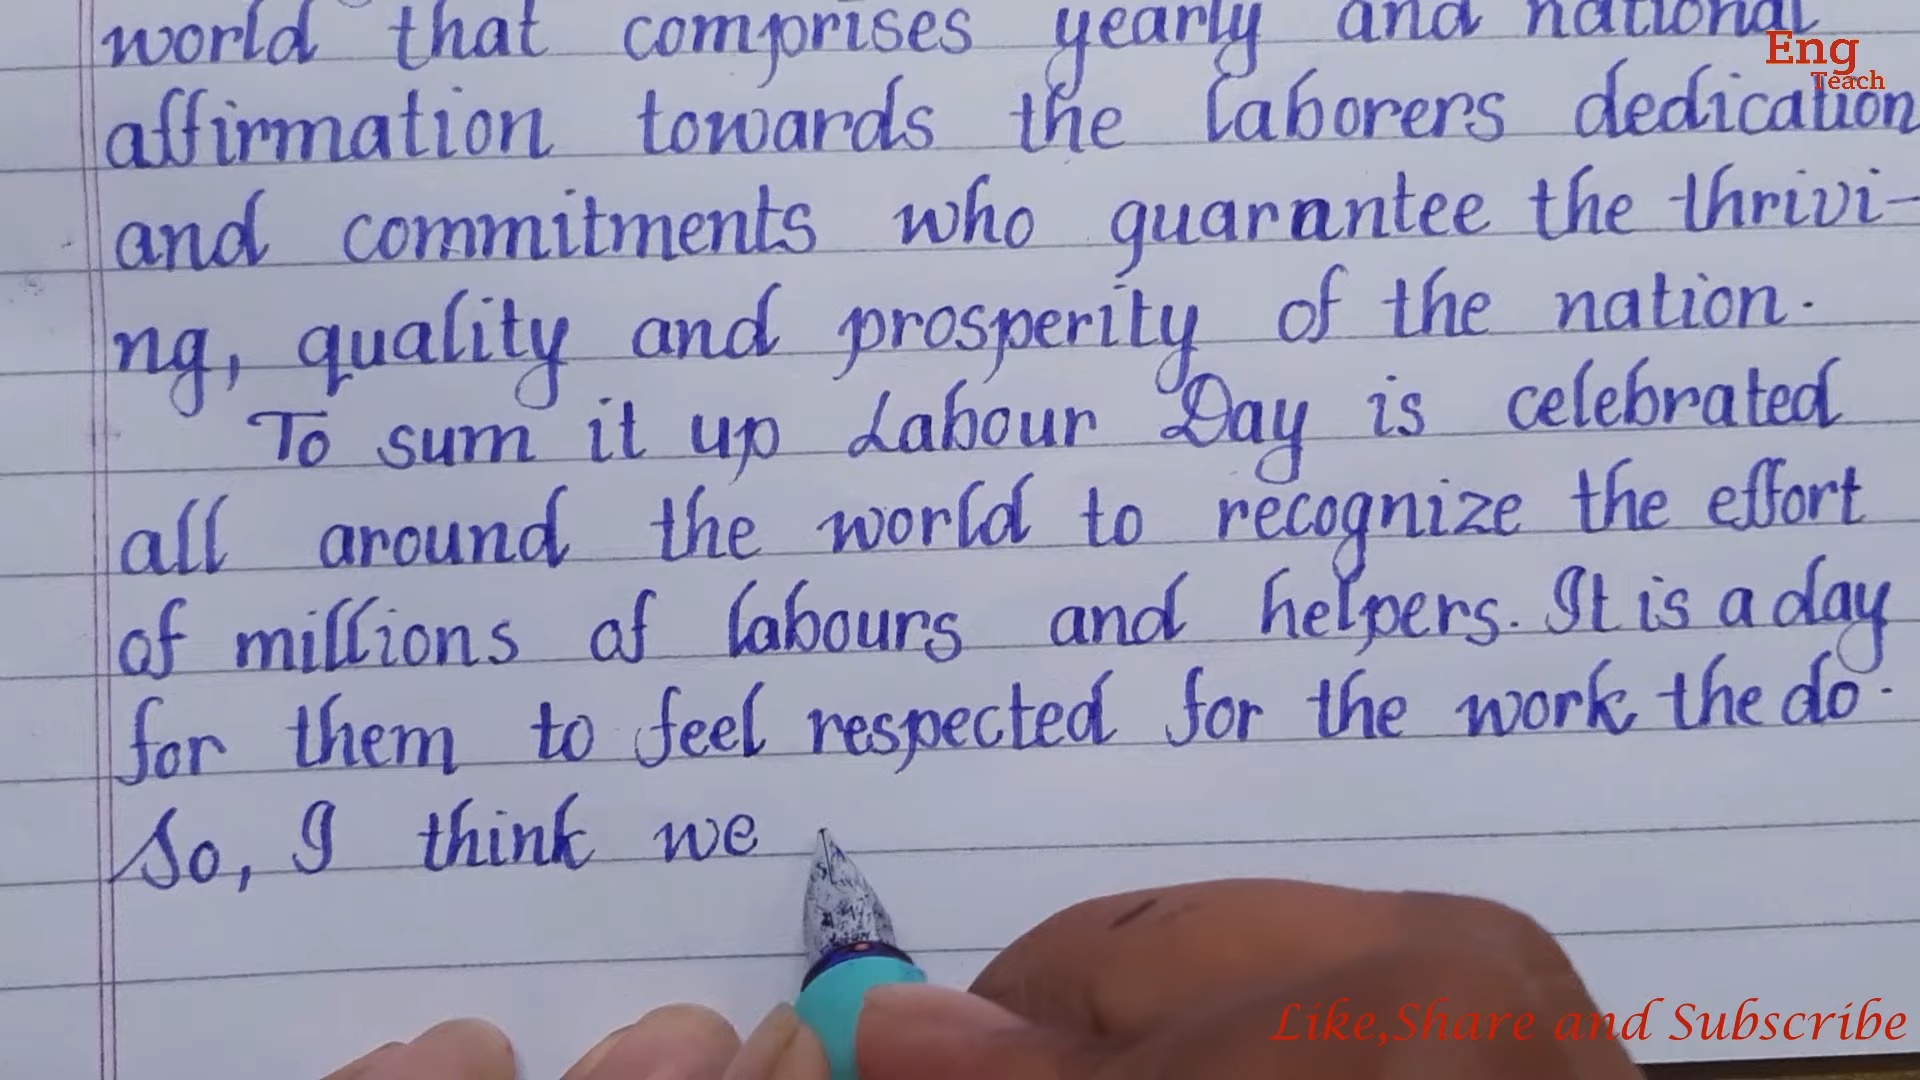 world that comprises yearly and national
Eng
Teach
affirmation towards the laborers dedication
and commitments who guarantee the thrivi-
ng, quality and prosperity of the nation.
To sum it up Labour Day is celebrated
all around the world to recognize the effort
of millions of labours and helpers. It is a day
for them to feel respected for the work the do.
So, I think we
Like,Share and Subscribe